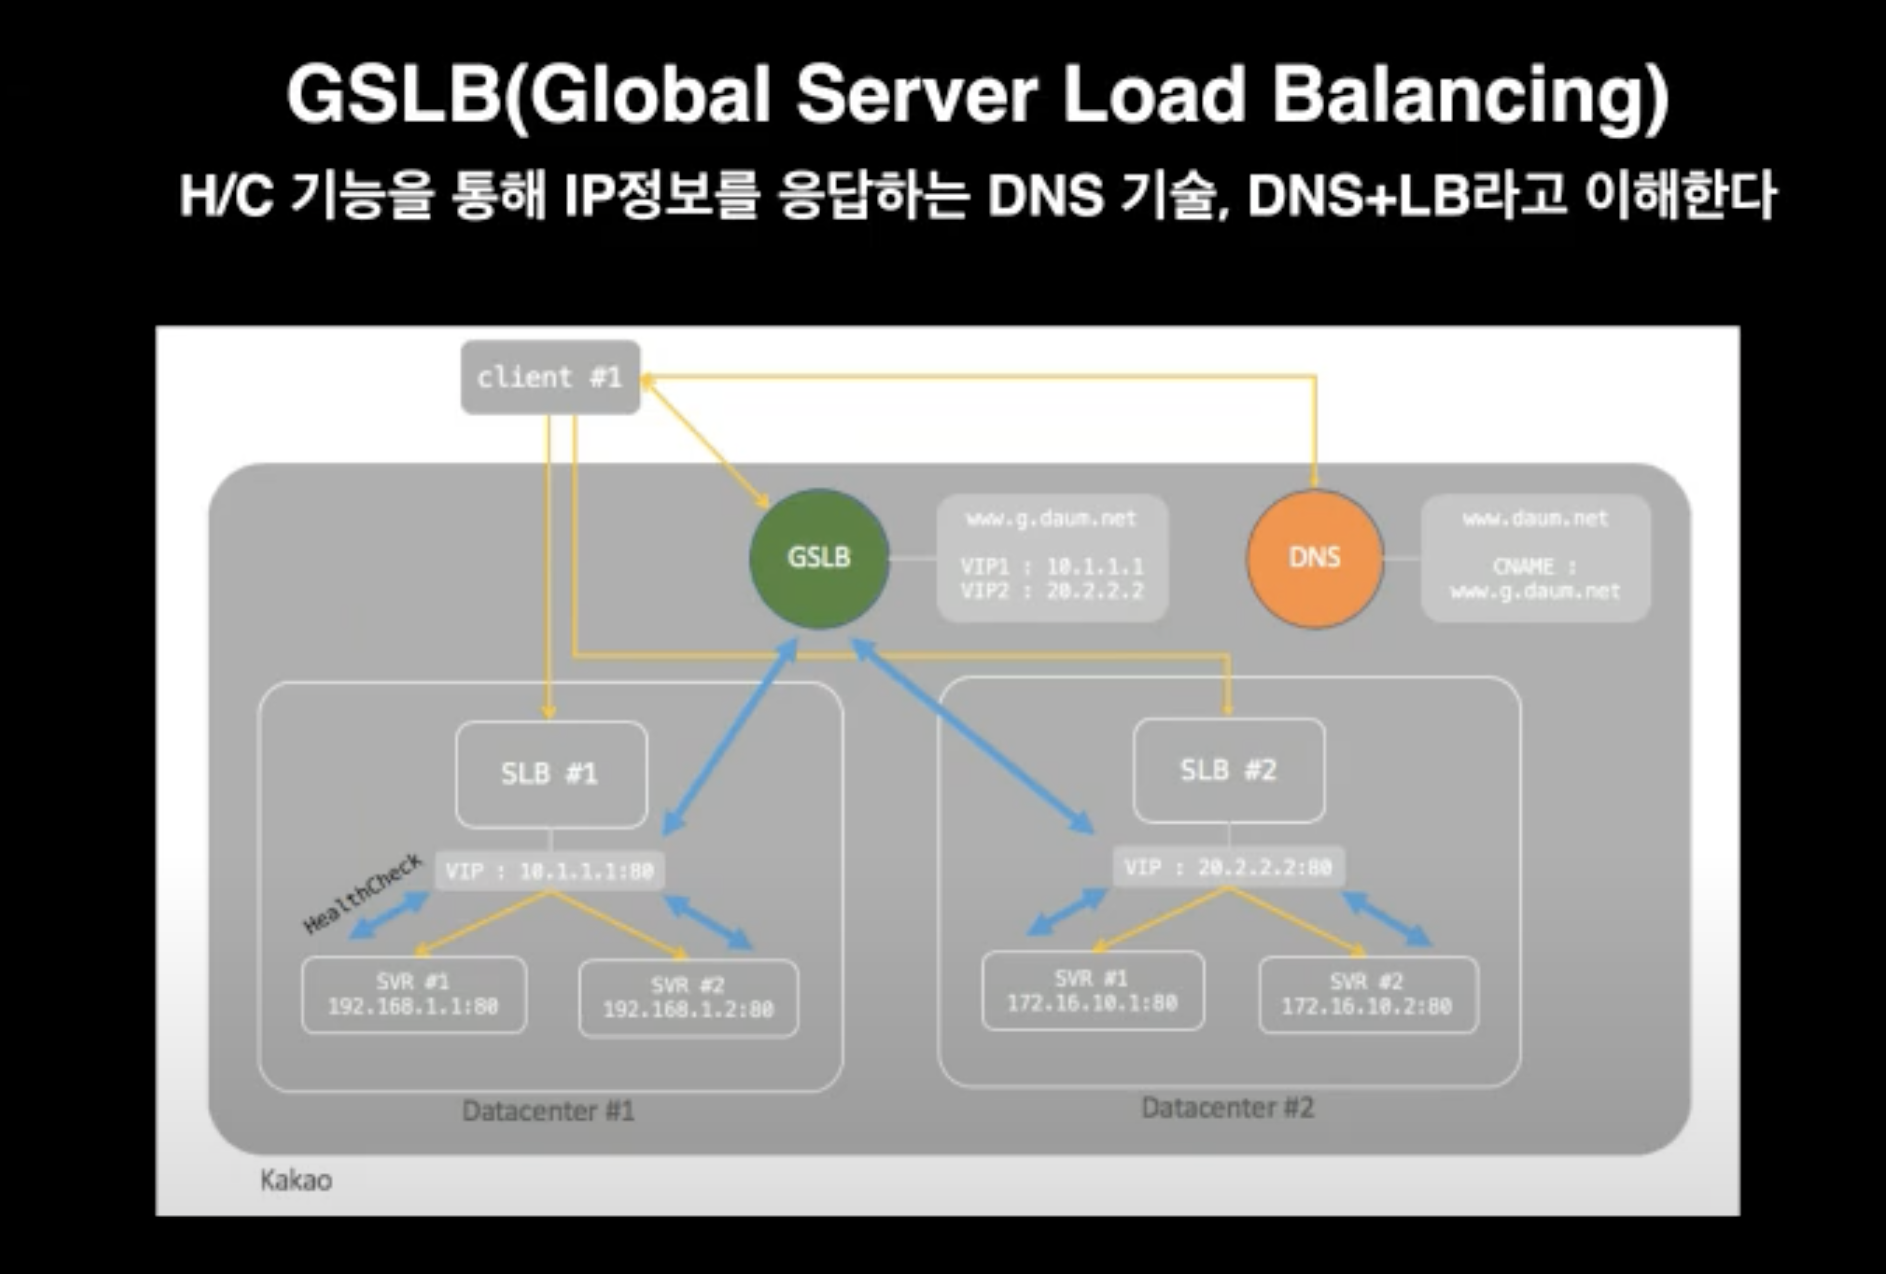 GSLB(Global Server Load Balancing)
H/C 기능을 통해 IP정보를 응답하는 DNS 기술, DNS+LB라고 이해한다
client #1
GSLB
www.g.daum.net
VIP1 : 10.1.1.1
VIP2 : 20.2.2.2
DNS
www.daum.net
CNAME :
www.g.daum.net
SLB #1
VIP : 10.1.1.1:80
HealthCheck
SVR #1
192.168.1.1:80
SVR #2
192.168.1.2:80
Datacenter #1
SLB #2
VIP : 20.2.2.2:80
SVR #1
172.16.10.1:80
SVR #2
172.16.10.2:80
Datacenter #2
Kakao